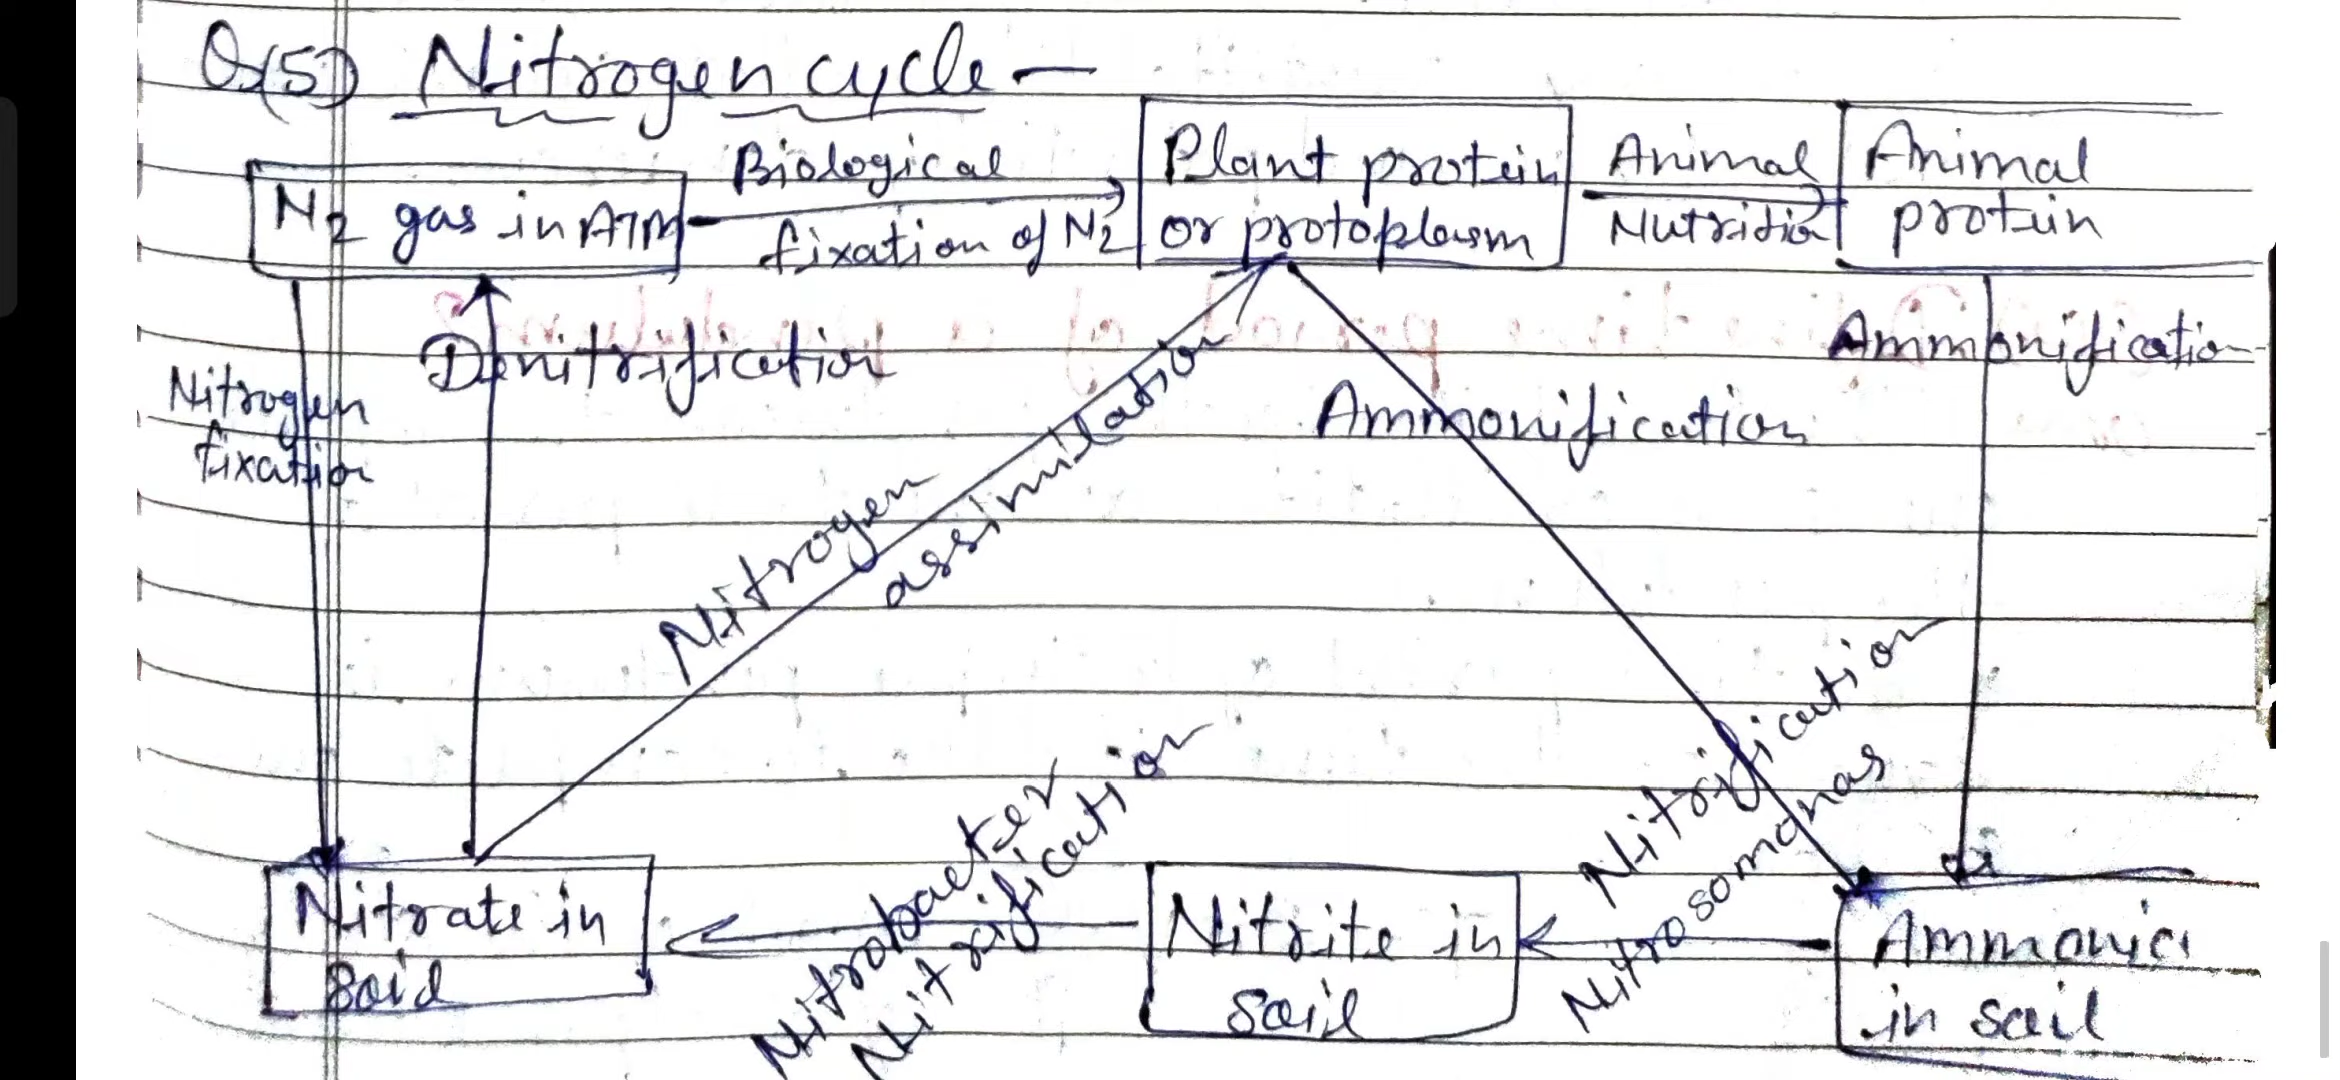 Q(5) Nitrogen cycle —
N2 gas in ATM
Biological
fixation of N2
Plant protein
or protoplasm
Animal
Nutrition
Animal
protein
Nitrogen
fixation
Denitrification
Nitrogen
assimilation
Ammonification
Ammonification
Nitrate in
soil
Nitrobacter
Nitrification
Nitrite in
soil
Nitrification
Nitrosomonas
Ammonia
in soil